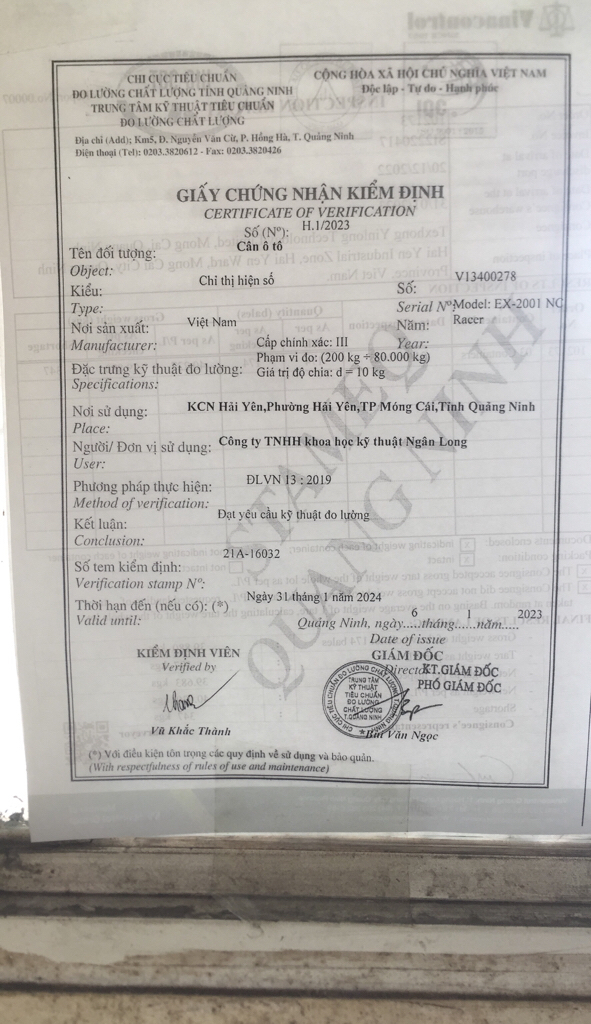 Vinacontrol
CHI CỤC TIÊU CHUẨN
ĐO LƯỜNG CHẤT LƯỢNG TỈNH QUẢNG NINH
TRUNG TÂM KỸ THUẬT TIÊU CHUẨN
ĐO LƯỜNG CHẤT LƯỢNG
CỘNG HÒA XÃ HỘI CHỦ NGHĨA VIỆT NAM
Độc lập - Tự do - Hạnh phúc
Địa chỉ (Add): Km5, Đ. Nguyễn Văn Cừ, P. Hồng Hà, T. Quảng Ninh
Điện thoại (Tel): 0203.3820612 - Fax: 0203.3820426
GIẤY CHỨNG NHẬN KIỂM ĐỊNH
CERTIFICATE OF VERIFICATION
Số (Nº): H.1/2023
Tên đối tượng: Cân ô tô
Object:
Kiểu: Chỉ thị hiện số Số: V13400278
Type: Serial Nº: Model: EX-2001 NC
Nơi sản xuất: Việt Nam Năm: Racer
Manufacturer: Year:
Cấp chính xác: III
Phạm vi đo: (200 kg ÷ 80.000 kg)
Đặc trưng kỹ thuật đo lường: Giá trị độ chia: d = 10 kg
Specifications:
Nơi sử dụng: KCN Hải Yên,Phường Hải Yên,TP Móng Cái,Tỉnh Quảng Ninh
Place:
Người/ Đơn vị sử dụng: Công ty TNHH khoa học kỹ thuật Ngân Long
User:
Phương pháp thực hiện: ĐLVN 13 : 2019
Method of verification:
Kết luận: Đạt yêu cầu kỹ thuật đo lường
Conclusion:
Số tem kiểm định: 21A-16032
Verification stamp Nº:
Thời hạn đến (nếu có): (*) Ngày 31 tháng 1 năm 2024
Valid until:
Quảng Ninh, ngày.....6 tháng......1 năm.....2023
Date of issue
KIỂM ĐỊNH VIÊN
Verified by
GIÁM ĐỐC
Director
KT.GIÁM ĐỐC
PHÓ GIÁM ĐỐC
TRUNG TÂM
KỸ THUẬT
TIÊU CHUẨN
ĐO LƯỜNG
CHẤT LƯỢNG
T.QUẢNG NINH
Vũ Khắc Thành
Bùi Văn Ngọc
(*) Với điều kiện tôn trọng các quy định về sử dụng và bảo quản.
(With respectfulness of rules of use and maintenance)
STAMEQ
QUANG NINH